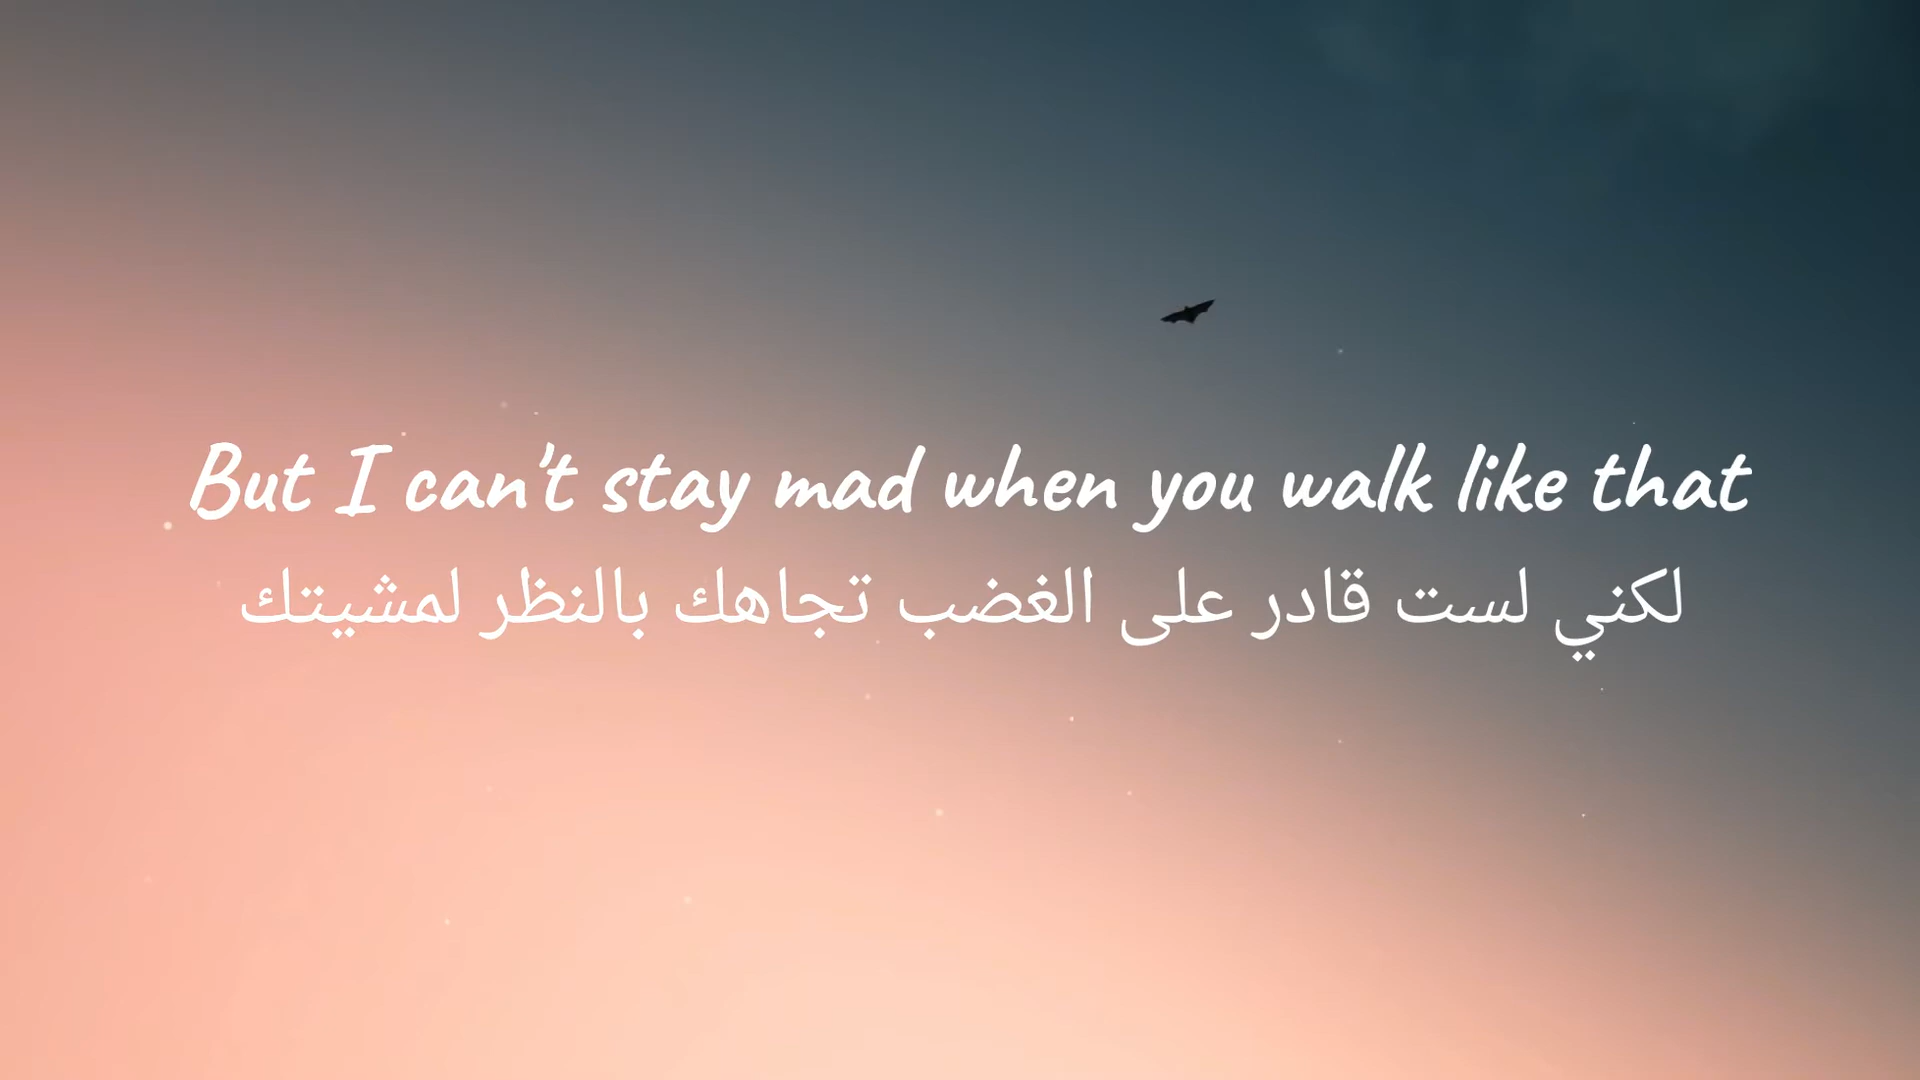 But I can't stay mad when you walk like that
لكني لست قادر على الغضب تجاهك بالنظر لمشيتك